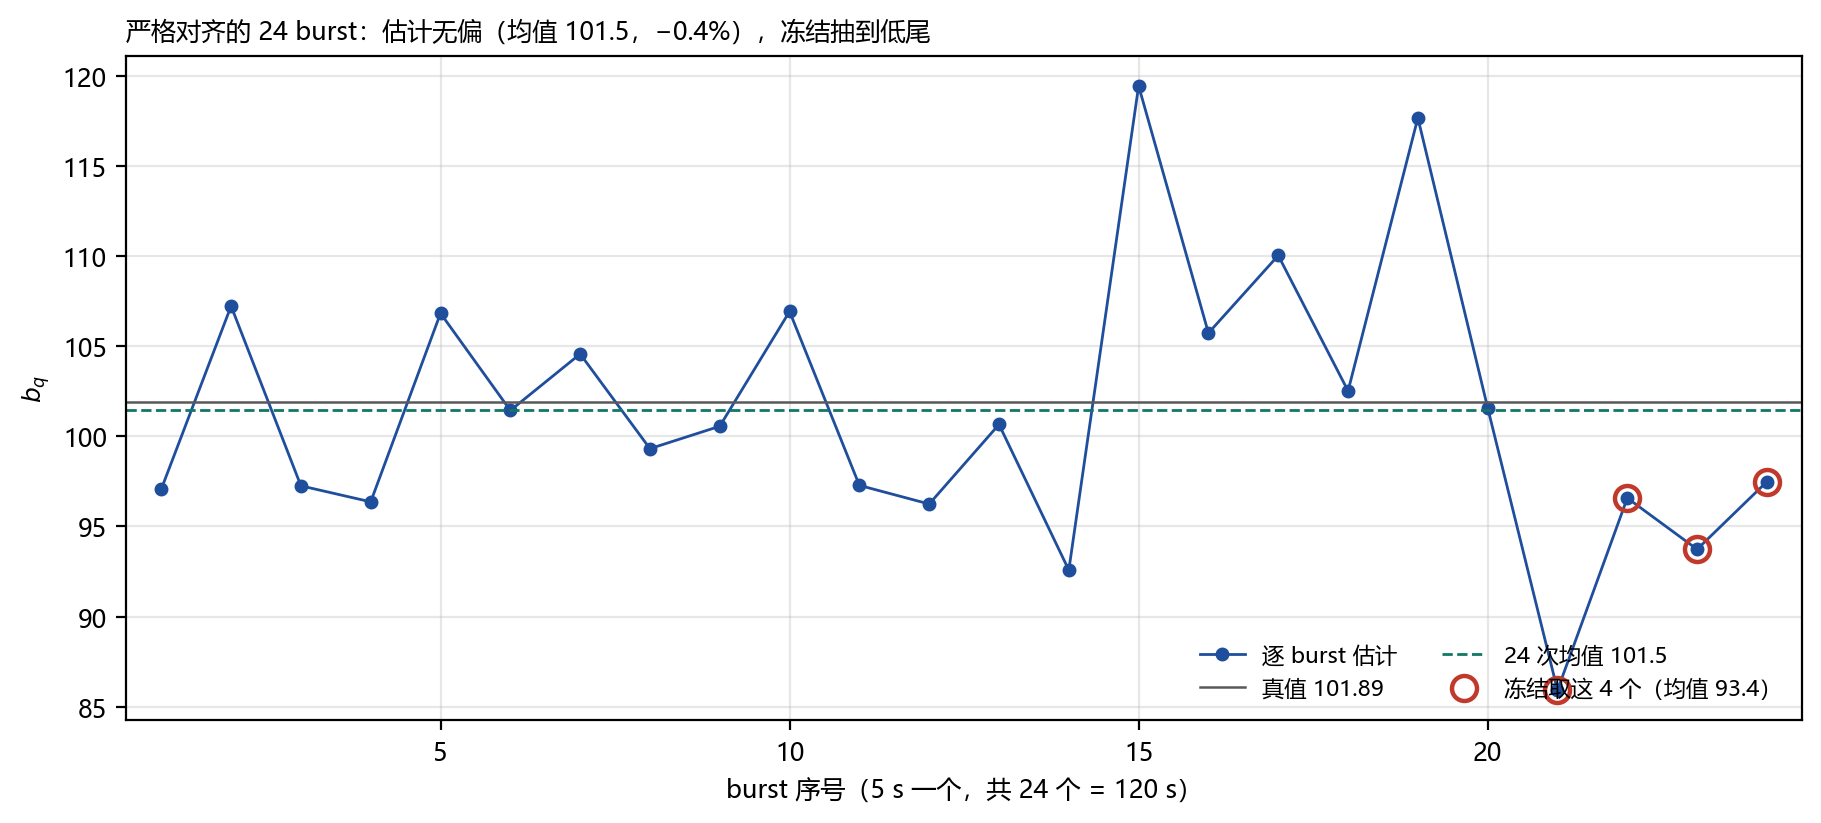 严格对齐的 24 burst：估计无偏（均值 101.5，−0.4%），冻结抽到低尾
120
115
110
105
100
95
90
85
b_q
5
10
15
20
burst 序号（5 s 一个，共 24 个 = 120 s）
逐 burst 估计
真值 101.89
24 次均值 101.5
冻结取这 4 个（均值 93.4）